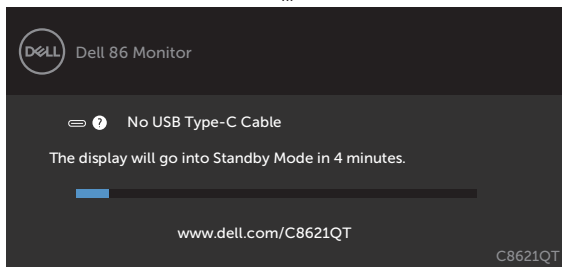 ...
DELL
Dell 86 Monitor
? No USB Type-C Cable
The display will go into Standby Mode in 4 minutes.
www.dell.com/C8621QT
C8621QT